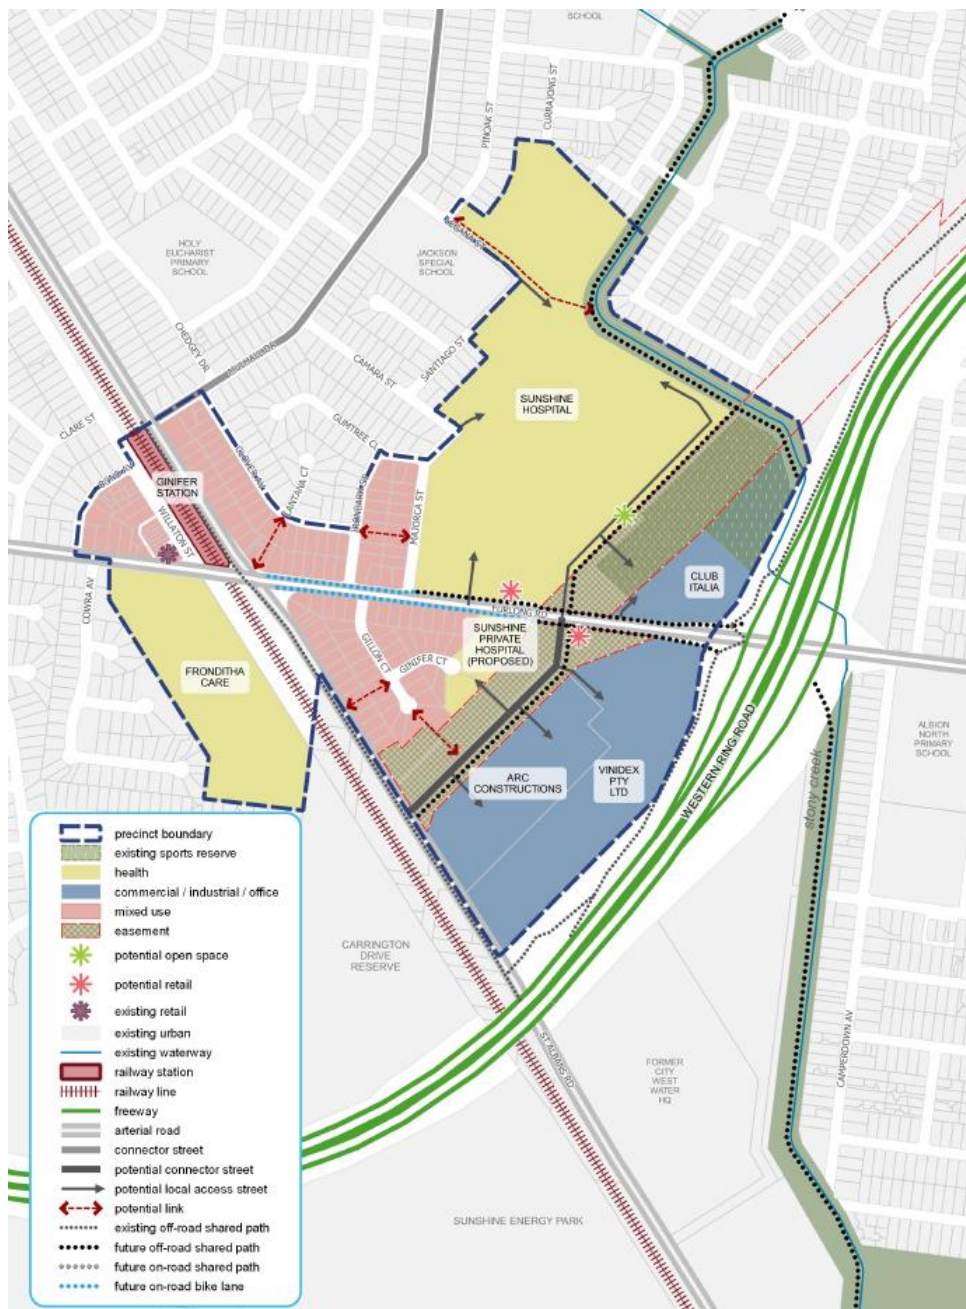 SCHOOL
CURRAJONG ST
PINOAK ST
HOLY
EUCHARIST
PRIMARY
SCHOOL
JACKSON
SPECIAL
SCHOOL
CHEDGEY DR
SANTIAGO ST
CAMARA ST
SUNSHINE
HOSPITAL
GUMTREE CL
CLARE ST
LANTANA CT
GINIFER
STATION
MAJORCA ST
WILLATON ST
CLUB
ITALIA
COWRA AV
FURLONG RD
SUNSHINE
PRIVATE
HOSPITAL
(PROPOSED)
GILLON CT
GINIFER CT
FRONDITHA
CARE
WESTERN RING ROAD
ALBION
NORTH
PRIMARY
SCHOOL
ARC
CONSTRUCTIONS
VINIDEX
PTY
LTD
stony creek
CARRINGTON
DRIVE
RESERVE
ST ALBANS RD
FORMER
CITY
WEST
WATER
HQ
CAMPERDOWN AV
SUNSHINE ENERGY PARK
precinct boundary
existing sports reserve
health
commercial / industrial / office
mixed use
easement
potential open space
potential retail
existing retail
existing urban
existing waterway
railway station
railway line
freeway
arterial road
connector street
potential connector street
potential local access street
potential link
existing off-road shared path
future off-road shared path
future on-road shared path
future on-road bike lane